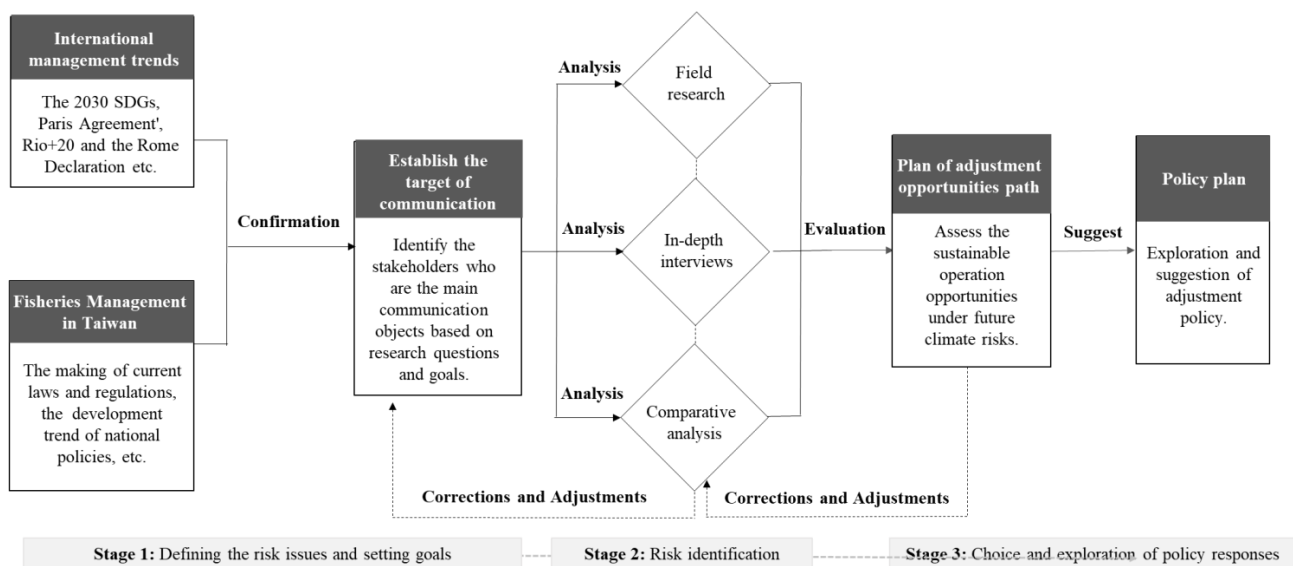 International
management trends
The 2030 SDGs,
Paris Agreement',
Rio+20 and the Rome
Declaration etc.
Fisheries Management
in Taiwan
The making of current
laws and regulations,
the development
trend of national
policies, etc.
Confirmation
Establish the
target of
communication
Identify the
stakeholders who
are the main
communication
objects based on
research questions
and goals.
Analysis
Field
research
Analysis
In-depth
interviews
Analysis
Comparative
analysis
Evaluation
Plan of adjustment
opportunities path
Assess the
sustainable
operation
opportunities
under future
climate risks.
Suggest
Policy plan
Exploration and
suggestion of
adjustment
policy.
Corrections and Adjustments
Corrections and Adjustments
Stage 1: Defining the risk issues and setting goals
Stage 2: Risk identification
Stage 3: Choice and exploration of policy responses